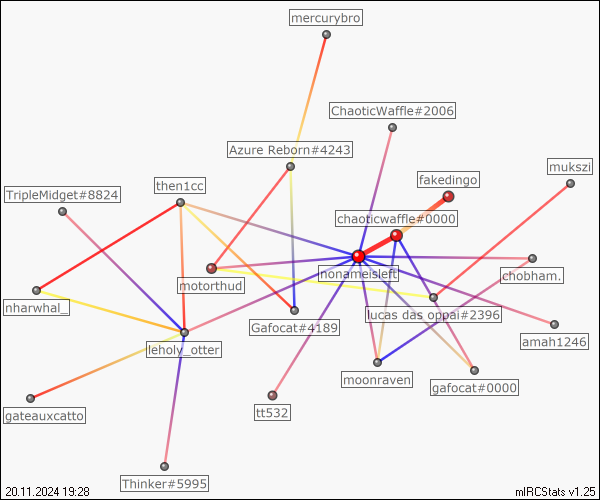 mercurybro
ChaoticWaffle#2006
Azure Reborn#4243
mukszi
fakedingo
then1cc
TripleMidget#8824
chaoticwaffle#0000
nonameisleft
chobham.
motorthud
nharwhal_
lucas das oppai#2396
Gafocat#4189
amah1246
leholy_otter
moonraven
gafocat#0000
gateauxcatto
tt532
Thinker#5995
20.11.2024 19:28
mIRCStats v1.25